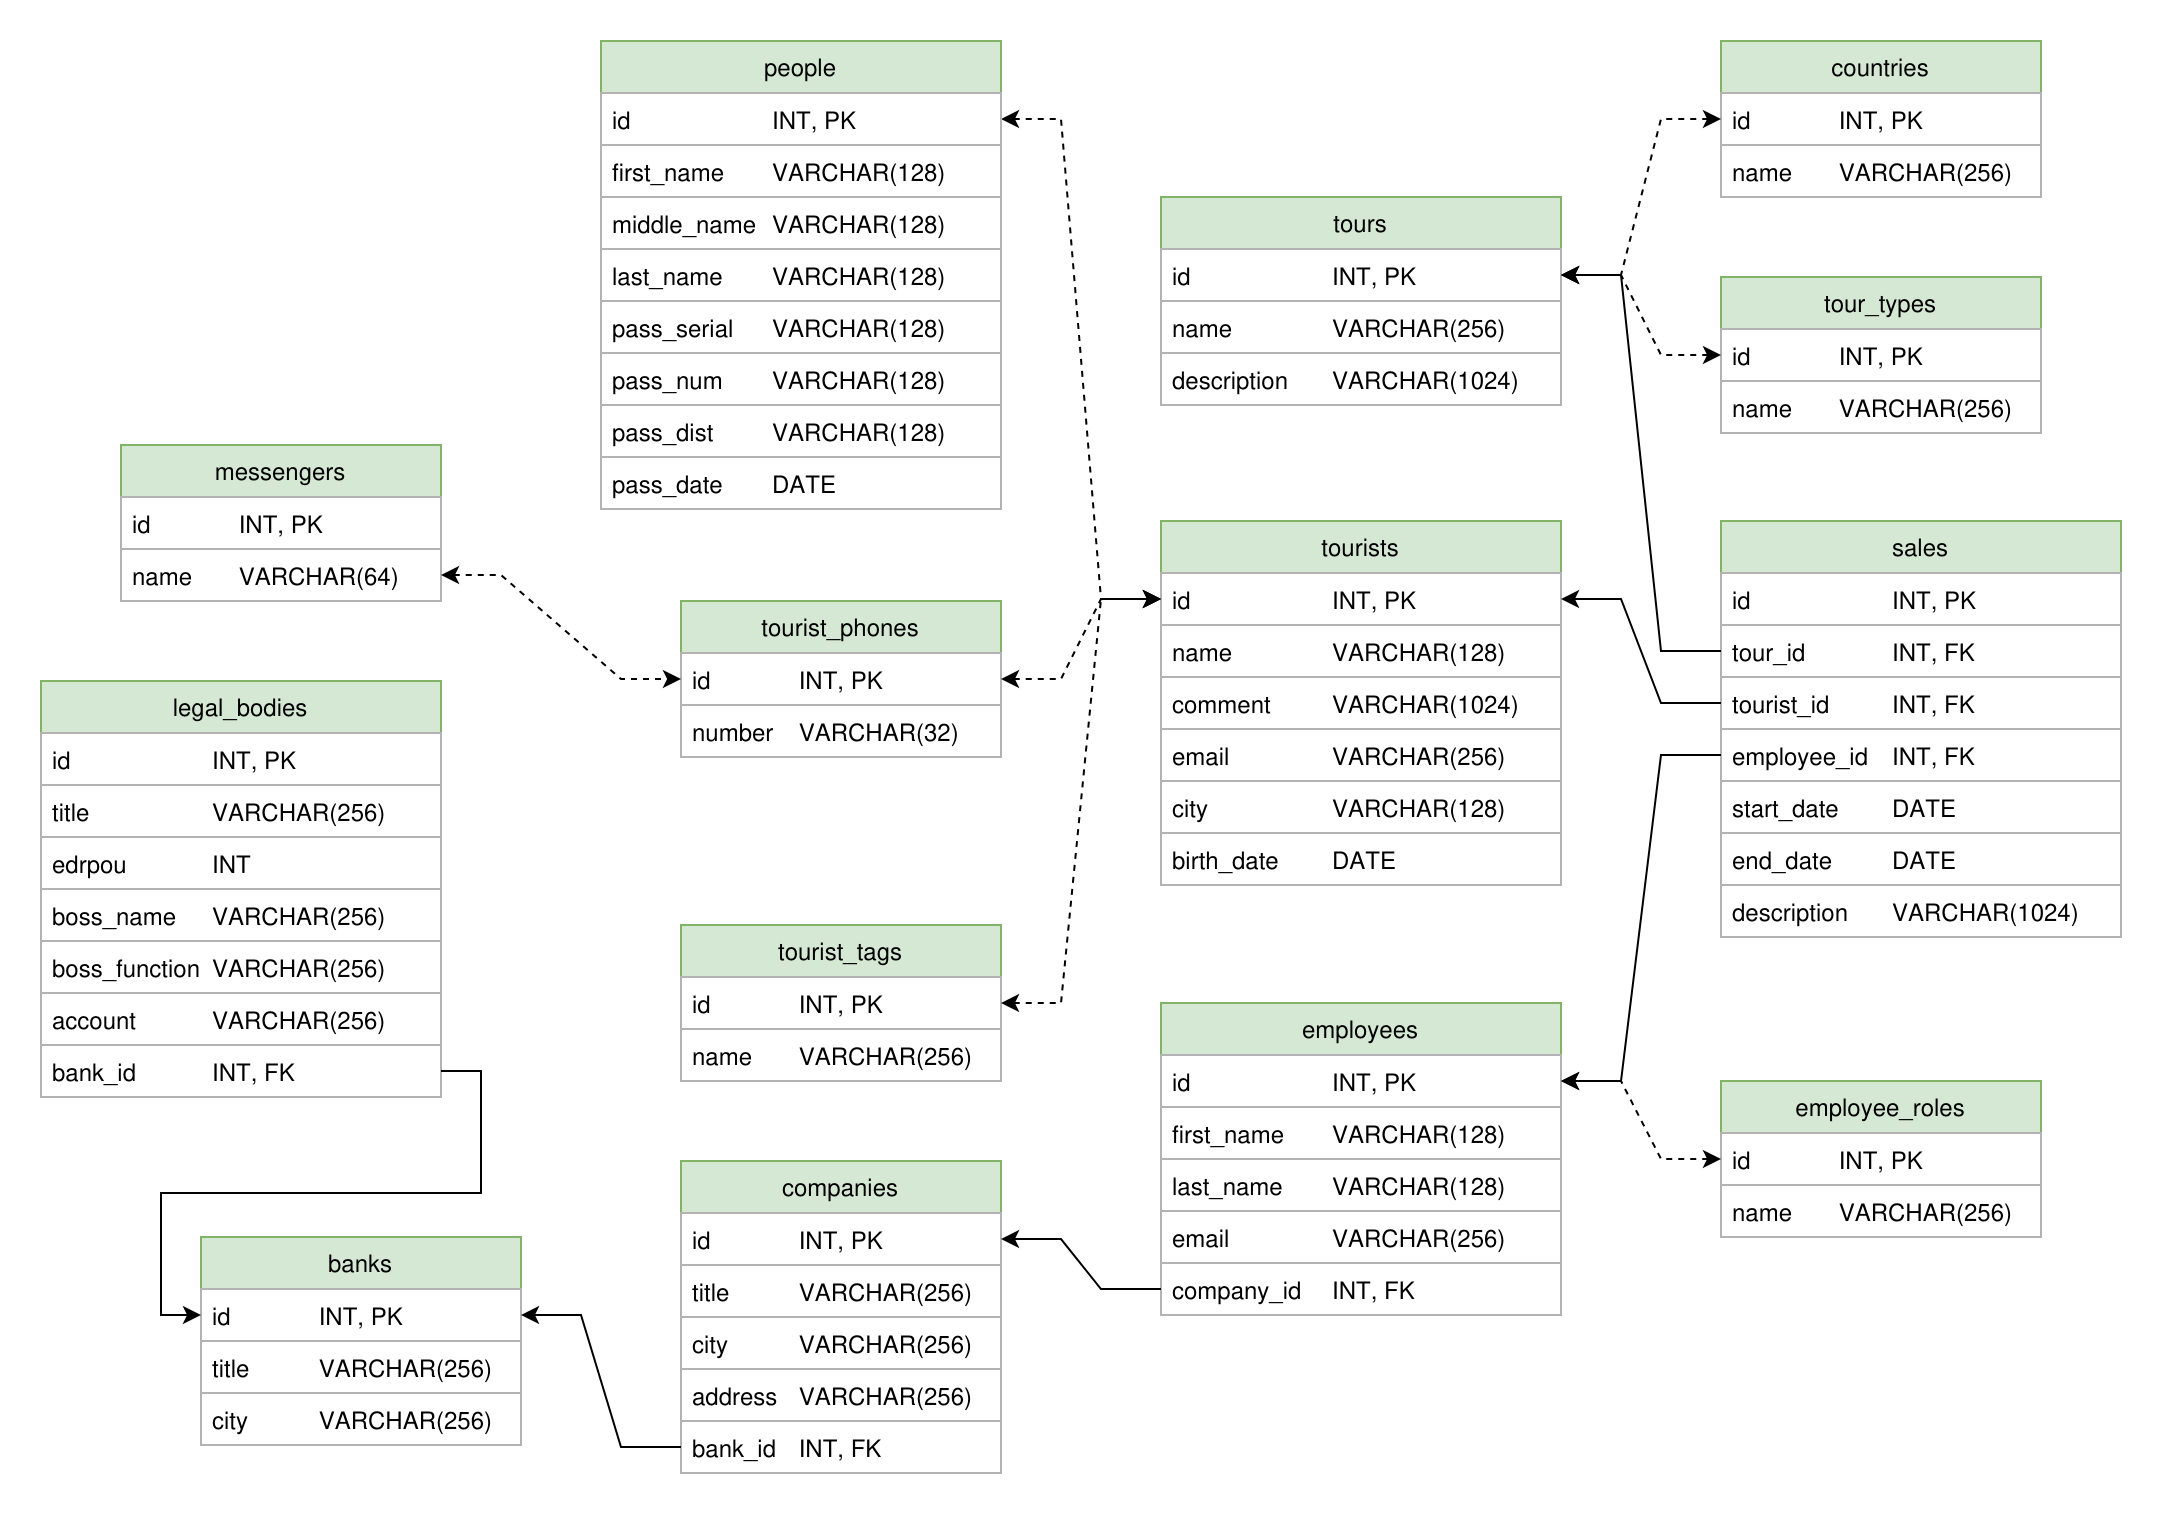 people
id INT, PK
first_name VARCHAR(128)
middle_name VARCHAR(128)
last_name VARCHAR(128)
pass_serial VARCHAR(128)
pass_num VARCHAR(128)
pass_dist VARCHAR(128)
pass_date DATE
countries
id INT, PK
name VARCHAR(256)
tours
id INT, PK
name VARCHAR(256)
description VARCHAR(1024)
tour_types
id INT, PK
name VARCHAR(256)
messengers
id INT, PK
name VARCHAR(64)
tourist_phones
id INT, PK
number VARCHAR(32)
tourists
id INT, PK
name VARCHAR(128)
comment VARCHAR(1024)
email VARCHAR(256)
city VARCHAR(128)
birth_date DATE
sales
id INT, PK
tour_id INT, FK
tourist_id INT, FK
employee_id INT, FK
start_date DATE
end_date DATE
description VARCHAR(1024)
legal_bodies
id INT, PK
title VARCHAR(256)
edrpou INT
boss_name VARCHAR(256)
boss_function VARCHAR(256)
account VARCHAR(256)
bank_id INT, FK
tourist_tags
id INT, PK
name VARCHAR(256)
employees
id INT, PK
first_name VARCHAR(128)
last_name VARCHAR(128)
email VARCHAR(256)
company_id INT, FK
employee_roles
id INT, PK
name VARCHAR(256)
banks
id INT, PK
title VARCHAR(256)
city VARCHAR(256)
companies
id INT, PK
title VARCHAR(256)
city VARCHAR(256)
address VARCHAR(256)
bank_id INT, FK